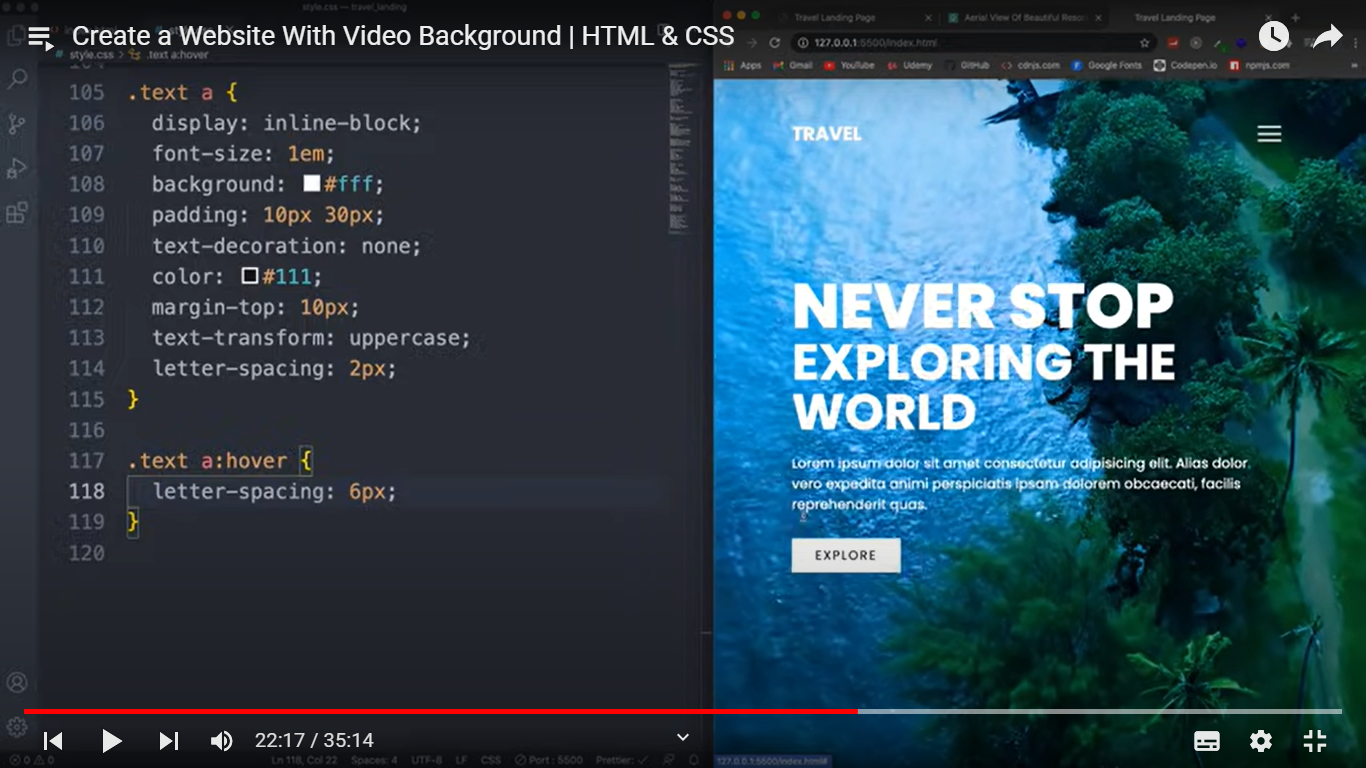 style.css — travel_landing
Create a Website With Video Background | HTML & CSS
style.css > .text a:hover
105 .text a {
106 display: inline-block;
107 font-size: 1em;
108 background: #fff;
109 padding: 10px 30px;
110 text-decoration: none;
111 color: #111;
112 margin-top: 10px;
113 text-transform: uppercase;
114 letter-spacing: 2px;
115 }
116
117 .text a:hover {
118 letter-spacing: 6px;
119 }
120
Travel Landing Page
Aerial View Of Beautiful Resor
Travel Landing Page
127.0.0.1:5500/index.html
Apps Gmail YouTube Udemy GitHub cdnjs.com Google Fonts Codepen.io npmjs.com
TRAVEL
NEVER STOP
EXPLORING THE
WORLD
Lorem ipsum dolor sit amet consectetur adipisicing elit. Alias dolor
vero expedita animi perspiciatis ipsam dolorem obcaecati, facilis
reprehenderit quas.
EXPLORE
22:17 / 35:14
0 0 Ln 118, Col 22 Spaces: 4 UTF-8 LF CSS Port : 5500 Prettier: ✓
127.0.0.1:5500/index.html#